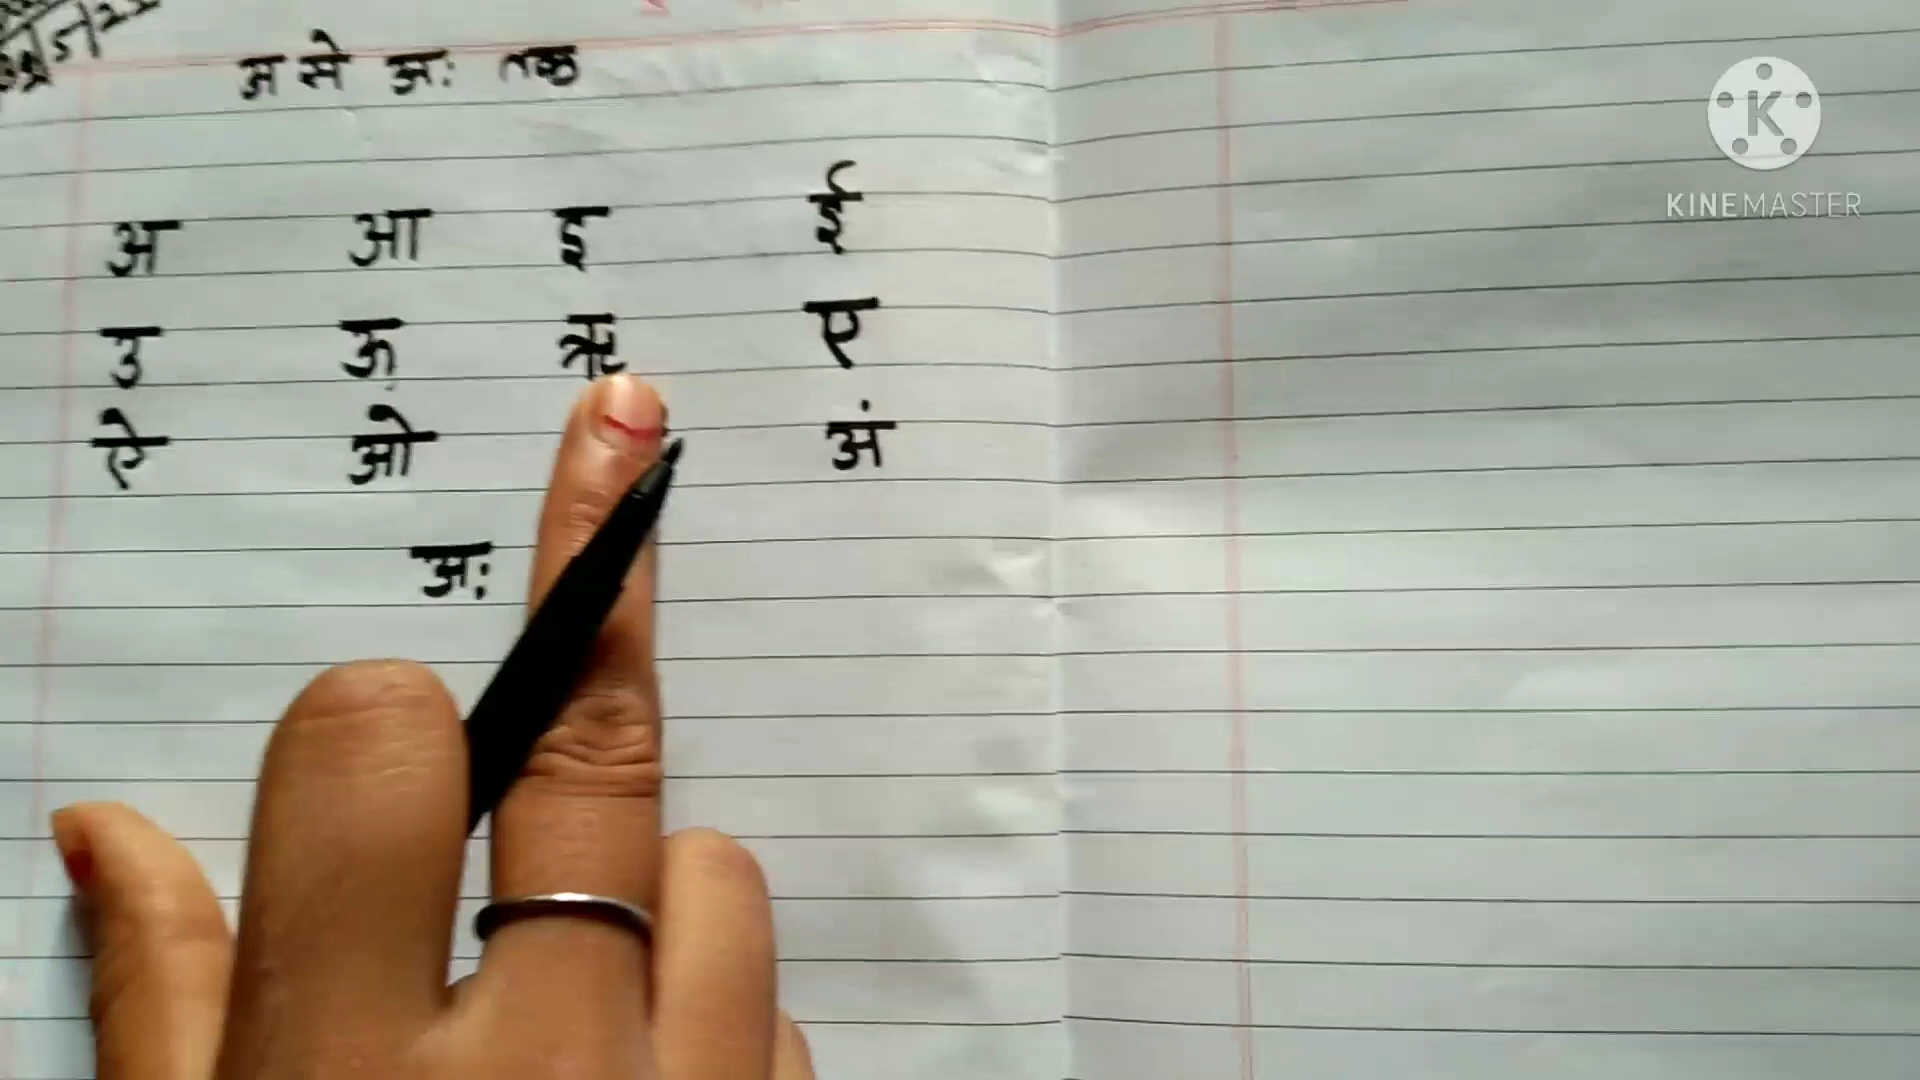 अ से अः तक
अ आ इ ई
उ ऊ ऋ ए
ऐ ओ अं
अः
K
KINEMASTER